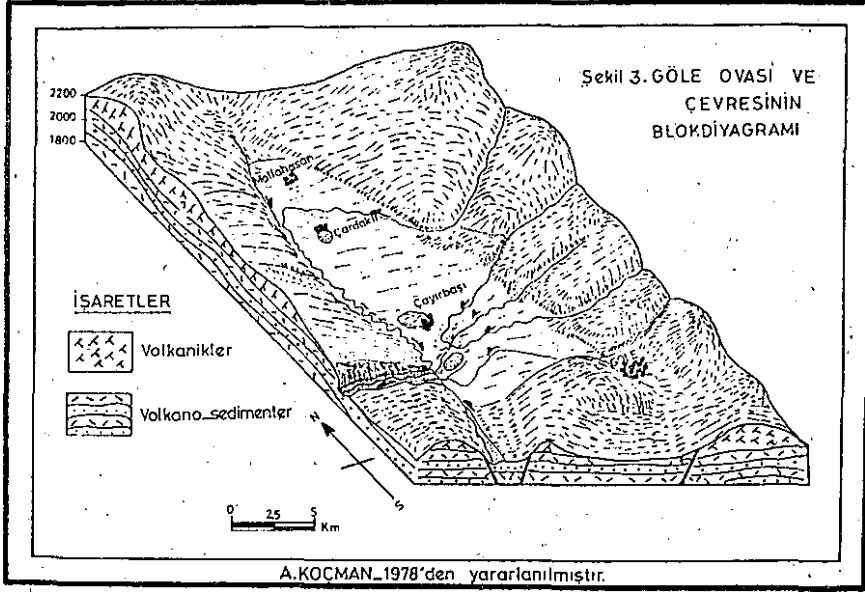 Şekil 3. GÖLE OVASI VE
ÇEVRESİNİN
BLOKDİYAGRAMI
2200
2000
1800
Mollahasan
Çardaklı
Çayırbaşı
İŞARETLER
Volkanikler
Volkano_sedimenter
N
S
0 2.5 5
Km
A.KOÇMAN_1978'den yararlanılmıştır.